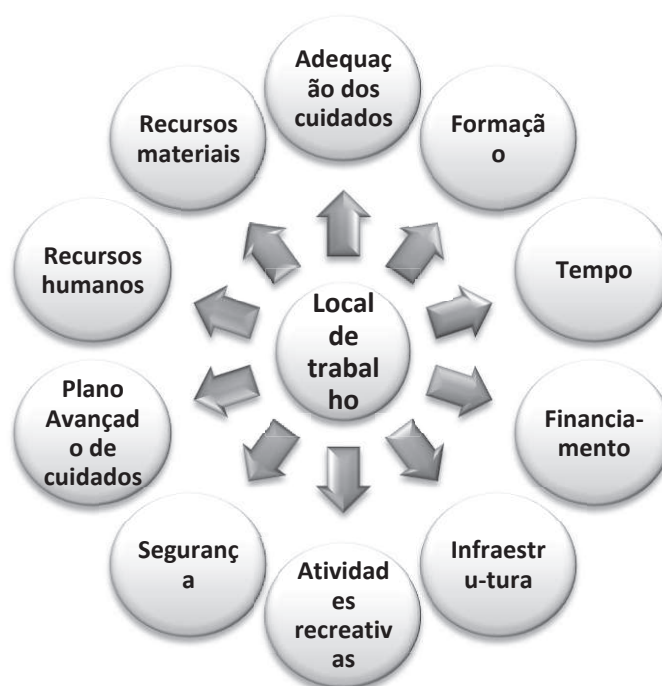 Adequaç
ão dos
cuidados
Formaçã
o
Tempo
Financia-
mento
Infraestr
u-tura
Atividad
es
recreativ
as
Seguranç
a
Plano
Avançad
o de
cuidados
Recursos
humanos
Recursos
materiais
Local
de
trabal
ho